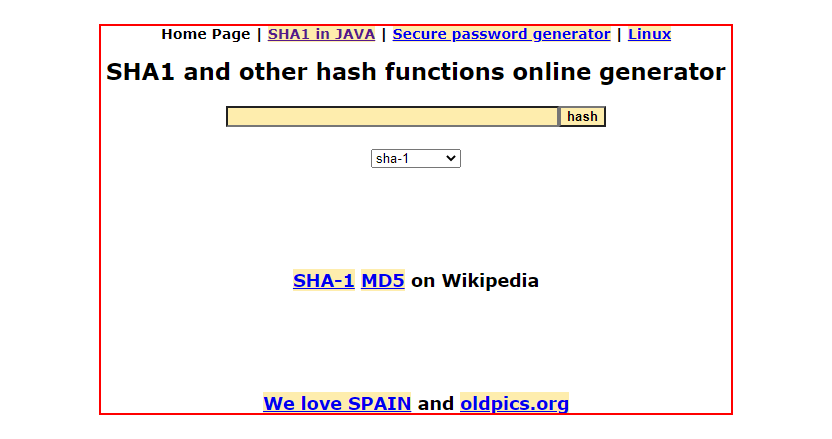 Home Page | SHA1 in JAVA | Secure password generator | Linux
SHA1 and other hash functions online generator
hash
sha-1
SHA-1 MD5 on Wikipedia
We love SPAIN and oldpics.org